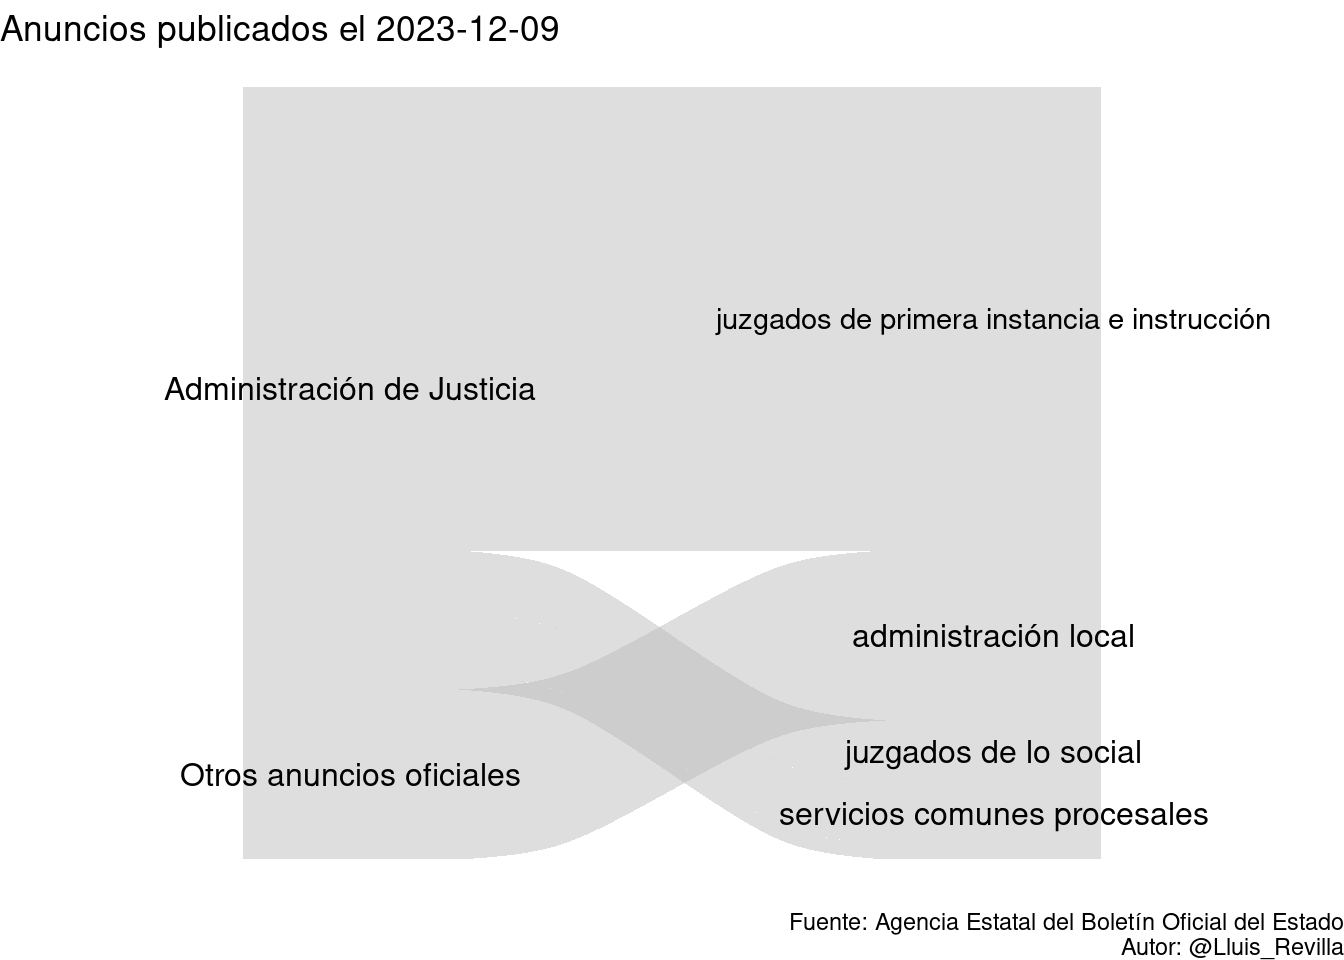 Anuncios publicados el 2023-12-09
juzgados de primera instancia e instrucción
Administración de Justicia
administración local
juzgados de lo social
Otros anuncios oficiales
servicios comunes procesales
Fuente: Agencia Estatal del Boletín Oficial del Estado
Autor: @Lluis_Revilla